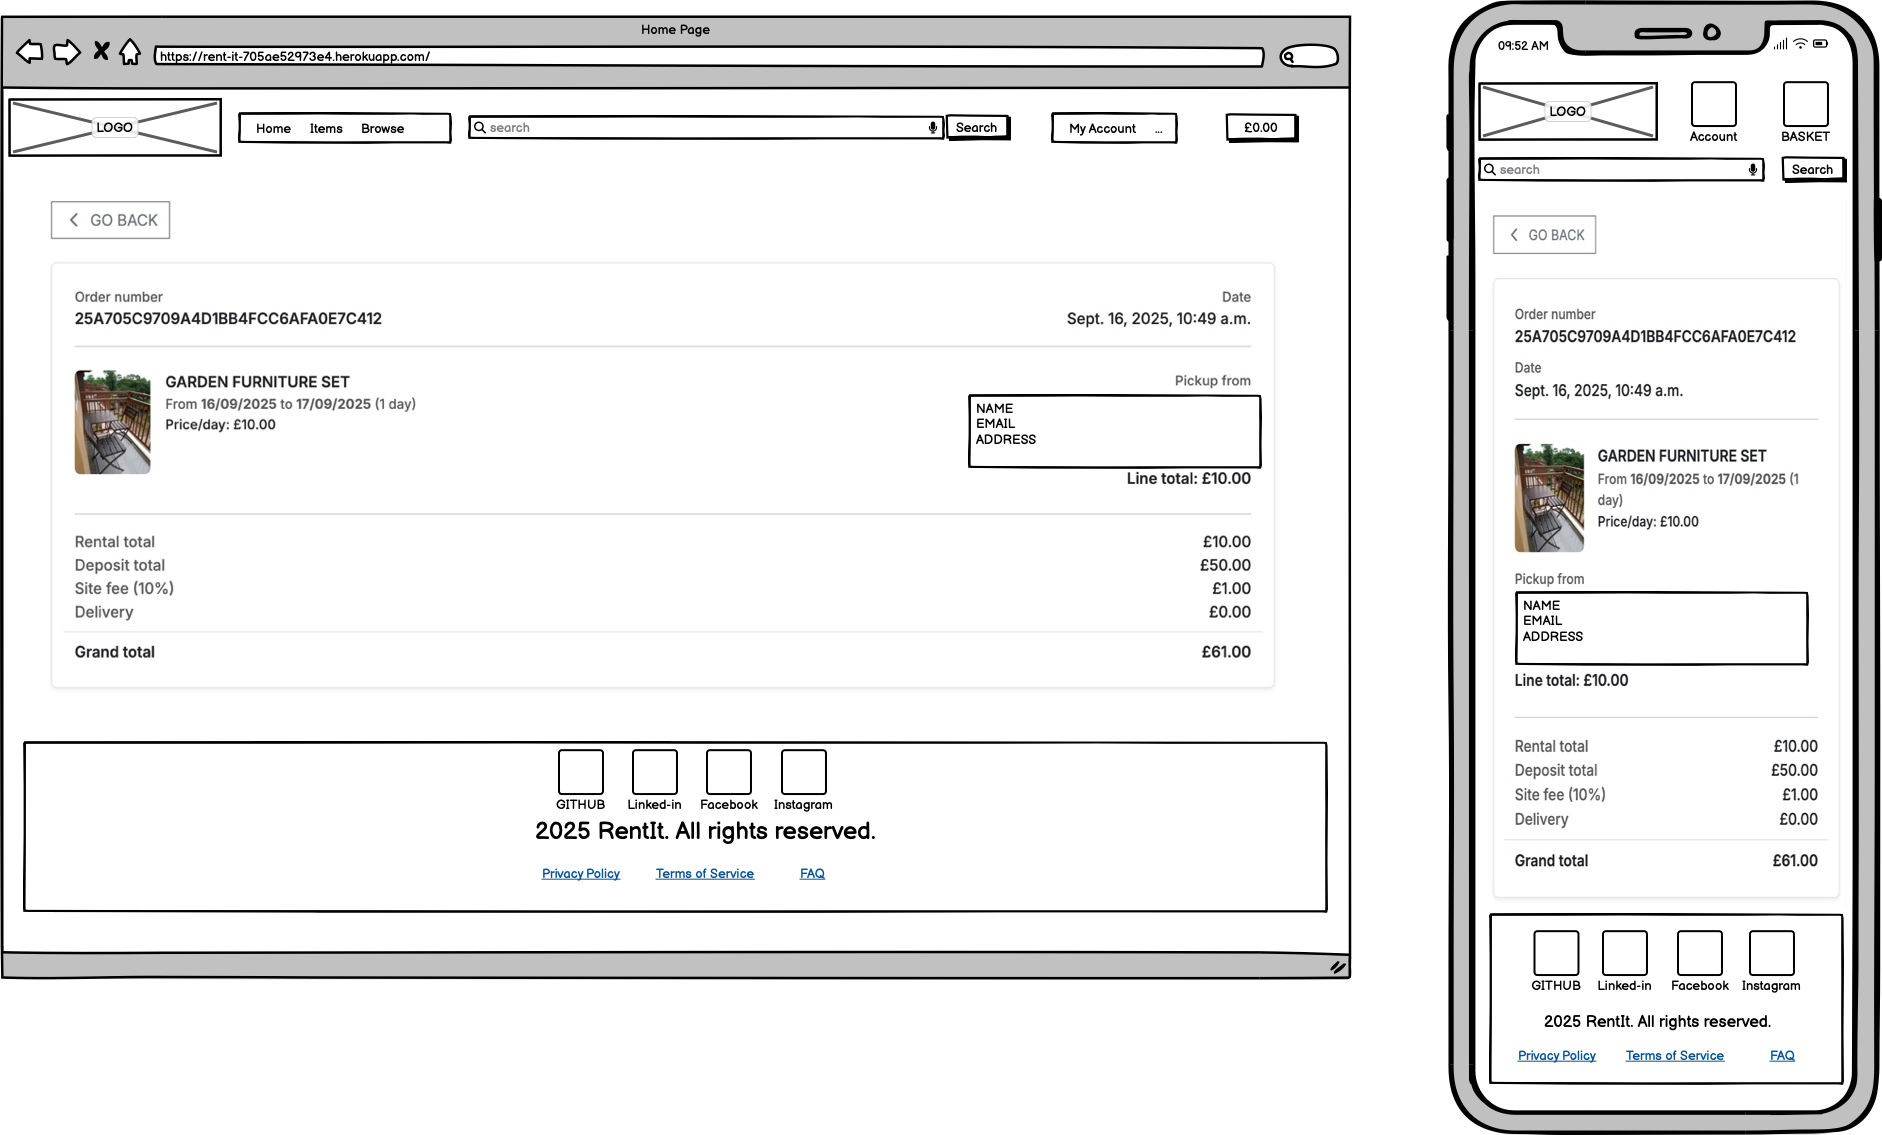 Home Page
https://rent-it-705ae52973e4.herokuapp.com/
LOGO
Home Items Browse
search
Search
My Account ...
£0.00
GO BACK
Order number
25A705C9709A4D1BB4FCC6AFA0E7C412
Date
Sept. 16, 2025, 10:49 a.m.
GARDEN FURNITURE SET
From 16/09/2025 to 17/09/2025 (1 day)
Price/day: £10.00
Pickup from
NAME
EMAIL
ADDRESS
Line total: £10.00
Rental total £10.00
Deposit total £50.00
Site fee (10%) £1.00
Delivery £0.00
Grand total £61.00
GITHUB Linked-in Facebook Instagram
2025 RentIt. All rights reserved.
Privacy Policy Terms of Service FAQ
09:52 AM
LOGO
Account
BASKET
search
Search
GO BACK
Order number
25A705C9709A4D1BB4FCC6AFA0E7C412
Date
Sept. 16, 2025, 10:49 a.m.
GARDEN FURNITURE SET
From 16/09/2025 to 17/09/2025 (1
day)
Price/day: £10.00
Pickup from
NAME
EMAIL
ADDRESS
Line total: £10.00
Rental total £10.00
Deposit total £50.00
Site fee (10%) £1.00
Delivery £0.00
Grand total £61.00
GITHUB Linked-in Facebook Instagram
2025 RentIt. All rights reserved.
Privacy Policy Terms of Service FAQ